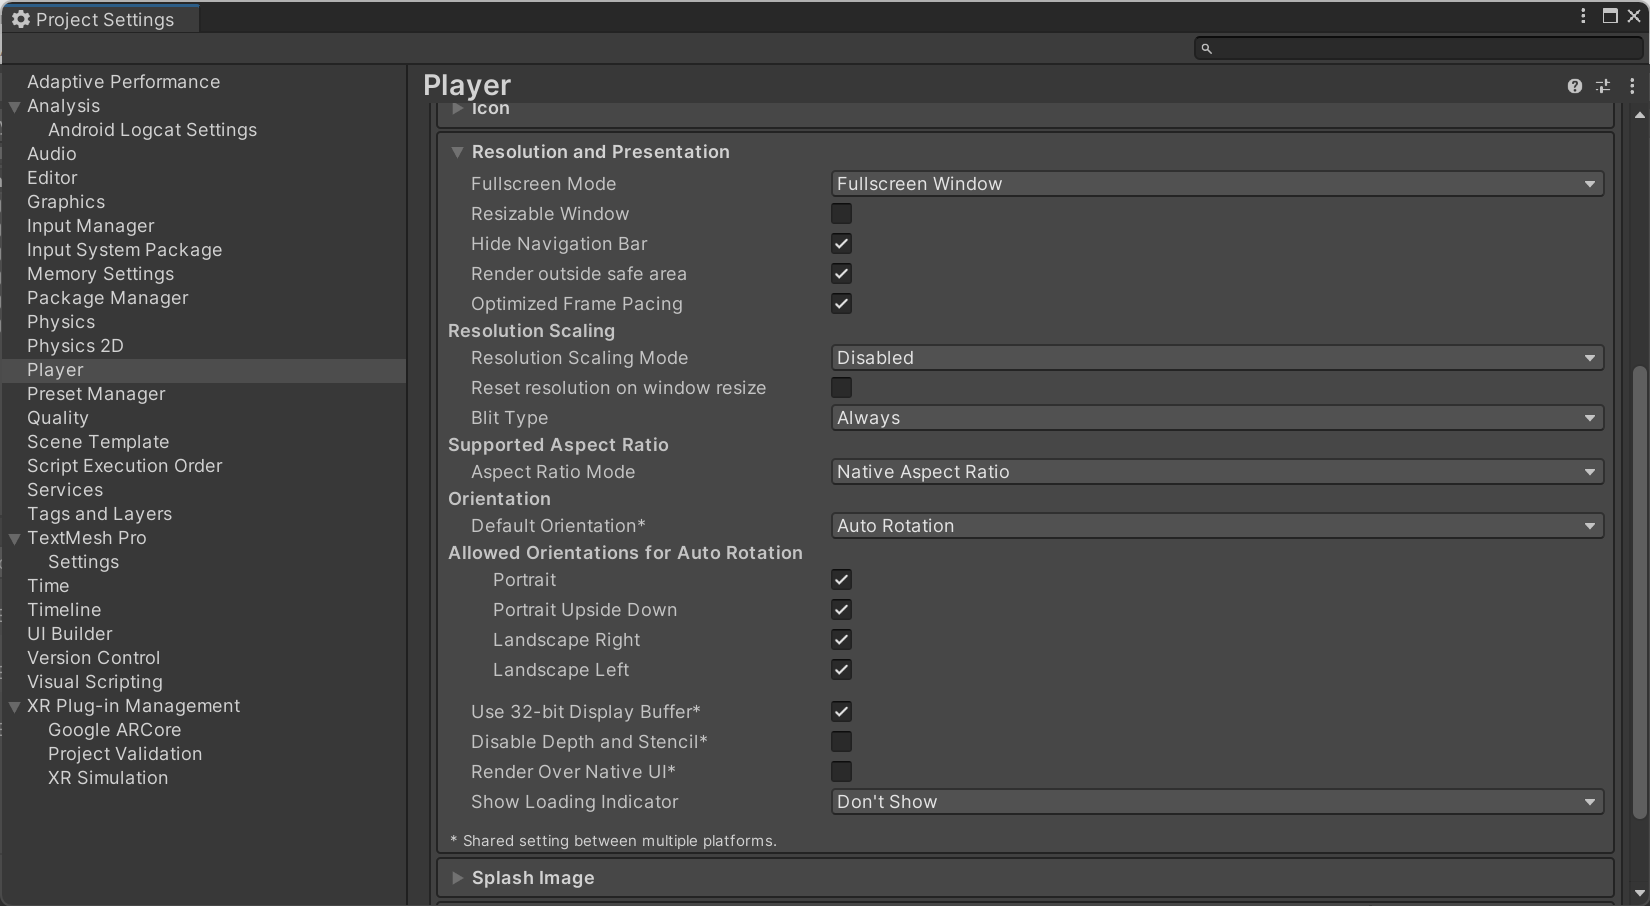 Project Settings
Adaptive Performance
Analysis
Android Logcat Settings
Audio
Editor
Graphics
Input Manager
Input System Package
Memory Settings
Package Manager
Physics
Physics 2D
Player
Preset Manager
Quality
Scene Template
Script Execution Order
Services
Tags and Layers
TextMesh Pro
Settings
Time
Timeline
UI Builder
Version Control
Visual Scripting
XR Plug-in Management
Google ARCore
Project Validation
XR Simulation
Player
Icon
Resolution and Presentation
Fullscreen Mode Fullscreen Window
Resizable Window
Hide Navigation Bar
Render outside safe area
Optimized Frame Pacing
Resolution Scaling
Resolution Scaling Mode Disabled
Reset resolution on window resize
Blit Type Always
Supported Aspect Ratio
Aspect Ratio Mode Native Aspect Ratio
Orientation
Default Orientation* Auto Rotation
Allowed Orientations for Auto Rotation
Portrait
Portrait Upside Down
Landscape Right
Landscape Left
Use 32-bit Display Buffer*
Disable Depth and Stencil*
Render Over Native UI*
Show Loading Indicator Don't Show
* Shared setting between multiple platforms.
Splash Image